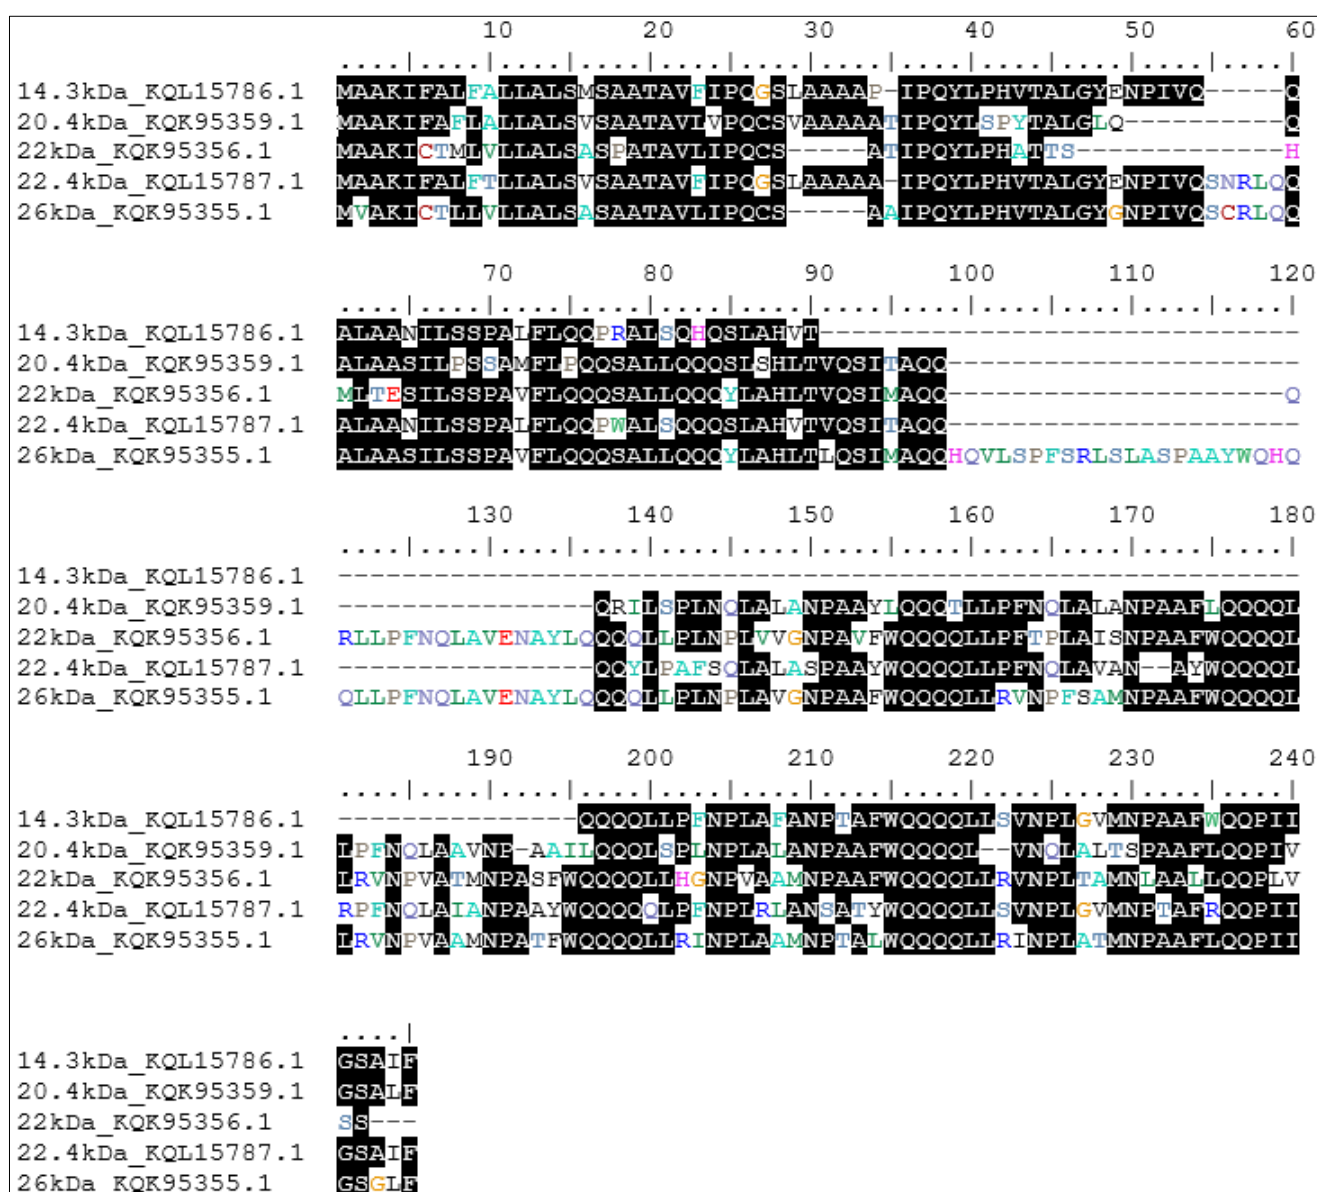 10 20 30 40 50 60
....|....|....|....|....|....|....|....|....|....|....|....|
14.3kDa_KQL15786.1 MAAKIFALFALLALSMSAATAVFIPQGSLAAAAP-IPQYLPHVTALGYENPIVQ-----Q
20.4kDa_KQK95359.1 MAAKIFAFLALLALSVSAATAVLVPQCSVAAAAATIPQYLSPYTALGLQ----------Q
22kDa_KQK95356.1 MAAKICTMLVLLALSASPATAVLIPQCS-----ATIPQYLPHATTS-------------H
22.4kDa_KQL15787.1 MAAKIFALFTLLALSVSAATAVFIPQGSLAAAAA-IPQYLPHVTALGYENPIVQSNRLQQ
26kDa_KQK95355.1 MVAKICTLLVLLALSASAATAVLIPQCS-----AAIPQYLPHVTALGYGNPIVQSCRLQQ
70 80 90 100 110 120
....|....|....|....|....|....|....|....|....|....|....|....|
14.3kDa_KQL15786.1 ALAANILSSPALFLQQPRALSQHQSLAHVT------------------------------
20.4kDa_KQK95359.1 ALAASILPSSAMFLPQQSALLQQQSLSHLTVQSITAQQ----------------------
22kDa_KQK95356.1 MLTESILSSPAVFLQQQSALLQQQYLAHLTVQSIMAQQ---------------------Q
22.4kDa_KQL15787.1 ALAANILSSPALFLQQPWALSQQQSLAHVTVQSITAQQ----------------------
26kDa_KQK95355.1 ALAASILSSPAVFLQQQSALLQQQYLAHLTLQSIMAQQHQVLSPFSRLSLASPAAYWQHQ
130 140 150 160 170 180
....|....|....|....|....|....|....|....|....|....|....|....|
14.3kDa_KQL15786.1 ------------------------------------------------------------
20.4kDa_KQK95359.1 ----------------QRILSPLNQLALANPAAYLQQQTLLPFNQLALANPAAFLQQQQL
22kDa_KQK95356.1 RLLPFNQLAVENAYLQQQQLLPLNPLVVGNPAVFWQQQQLLPFTPLAISNPAAFWQQQQL
22.4kDa_KQL15787.1 ----------------QQYLPAFSQLALASPAAYWQQQQLLPFNQLAVAN--AYWQQQQL
26kDa_KQK95355.1 QLLPFNQLAVENAYLQQQQLLPLNPLAVGNPAAFWQQQQLLRVNPFSAMNPAAFWQQQQL
190 200 210 220 230 240
....|....|....|....|....|....|....|....|....|....|....|....|
14.3kDa_KQL15786.1 ---------------QQQQLLPFNPLAFANPTAFWQQQQLLSVNPLGVMNPAAFWQQPII
20.4kDa_KQK95359.1 LPFNQLAAVNP-AAILQQQLSPLNPLALANPAAFWQQQQL--VNQLALTSPAAFLQQPIV
22kDa_KQK95356.1 LRVNPVATMNPASFWQQQQLLHGNPVAAMNPAAFWQQQQLLRVNPLTAMNLAALLQQPLV
22.4kDa_KQL15787.1 RPFNQLAIANPAAYWQQQQQLPFNPLRLANSATYWQQQQLLSVNPLGVMNPTAFRQQPII
26kDa_KQK95355.1 LRVNPVAAMNPATFWQQQQLLRINPLAAMNPTALWQQQQLLRINPLATMNPAAFLQQPII
....|
14.3kDa_KQL15786.1 GSAIF
20.4kDa_KQK95359.1 GSALF
22kDa_KQK95356.1 SS---
22.4kDa_KQL15787.1 GSAIF
26kDa_KQK95355.1 GSGLF